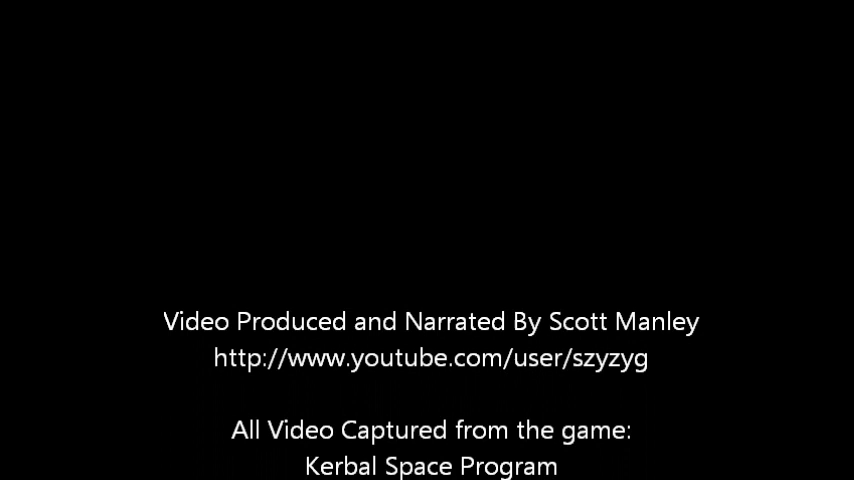 Video Produced and Narrated By Scott Manley
http://www.youtube.com/user/szyzyg
All Video Captured from the game:
Kerbal Space Program